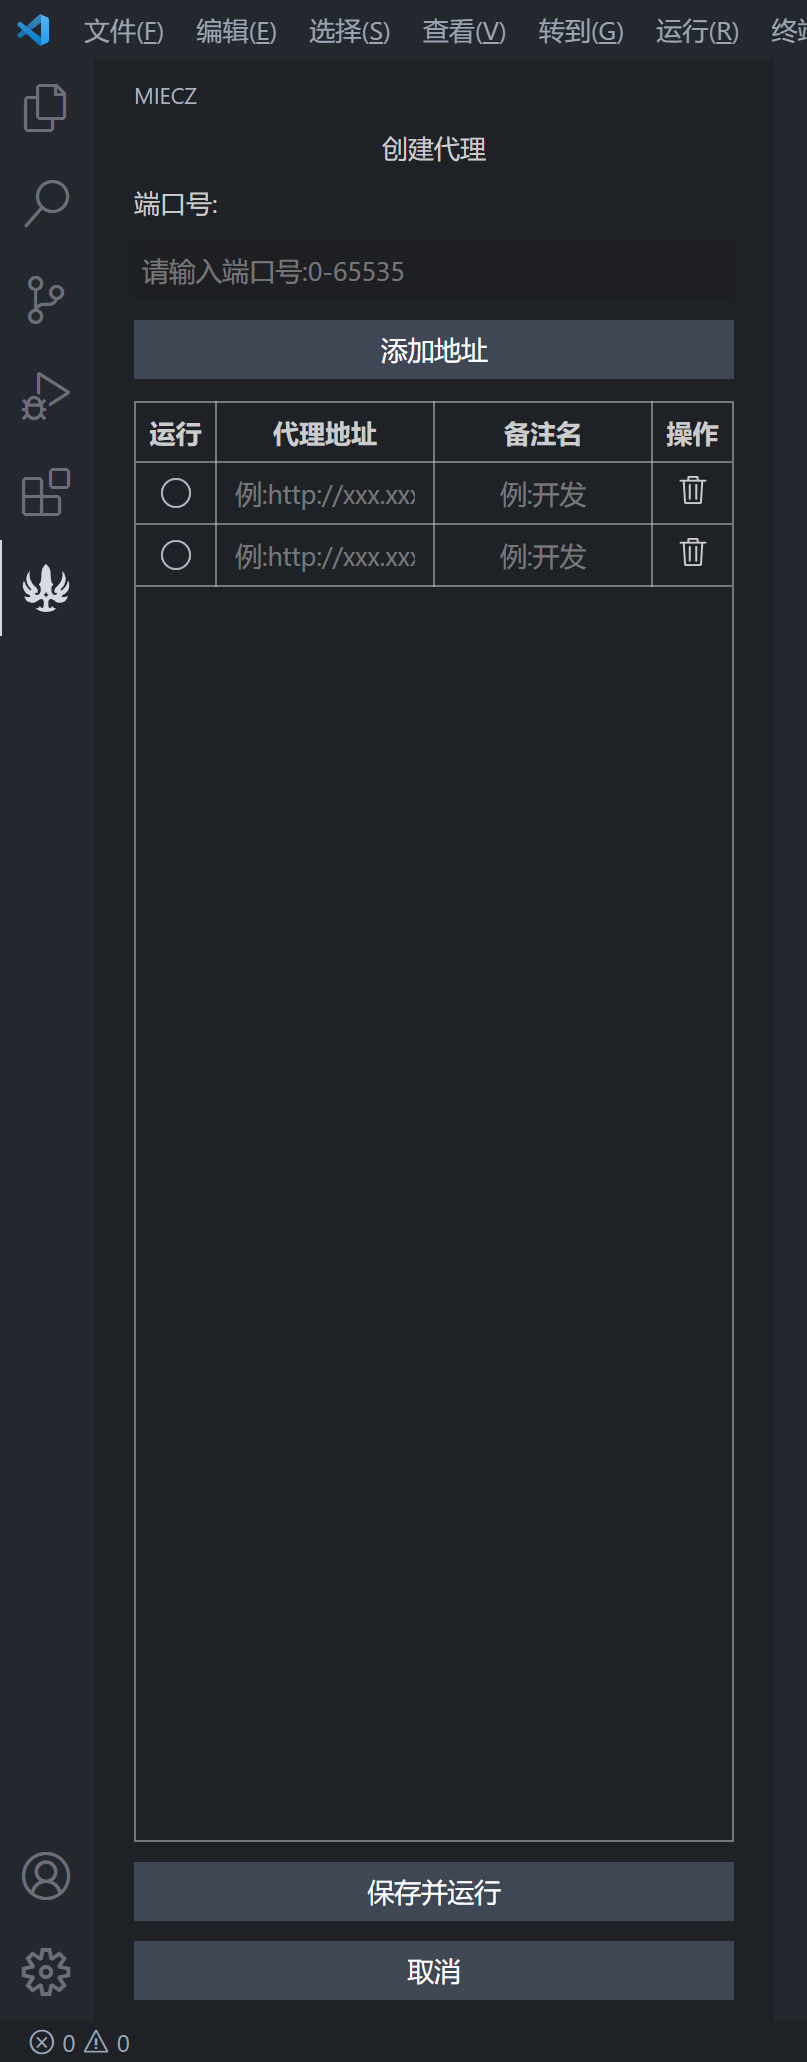 文件(F) 编辑(E) 选择(S) 查看(V) 转到(G) 运行(R) 终
MIECZ
创建代理
端口号:
请输入端口号:0-65535
添加地址
运行 代理地址 备注名 操作
例:http://xxx.xxx 例:开发
例:http://xxx.xxx 例:开发
保存并运行
取消
0 0